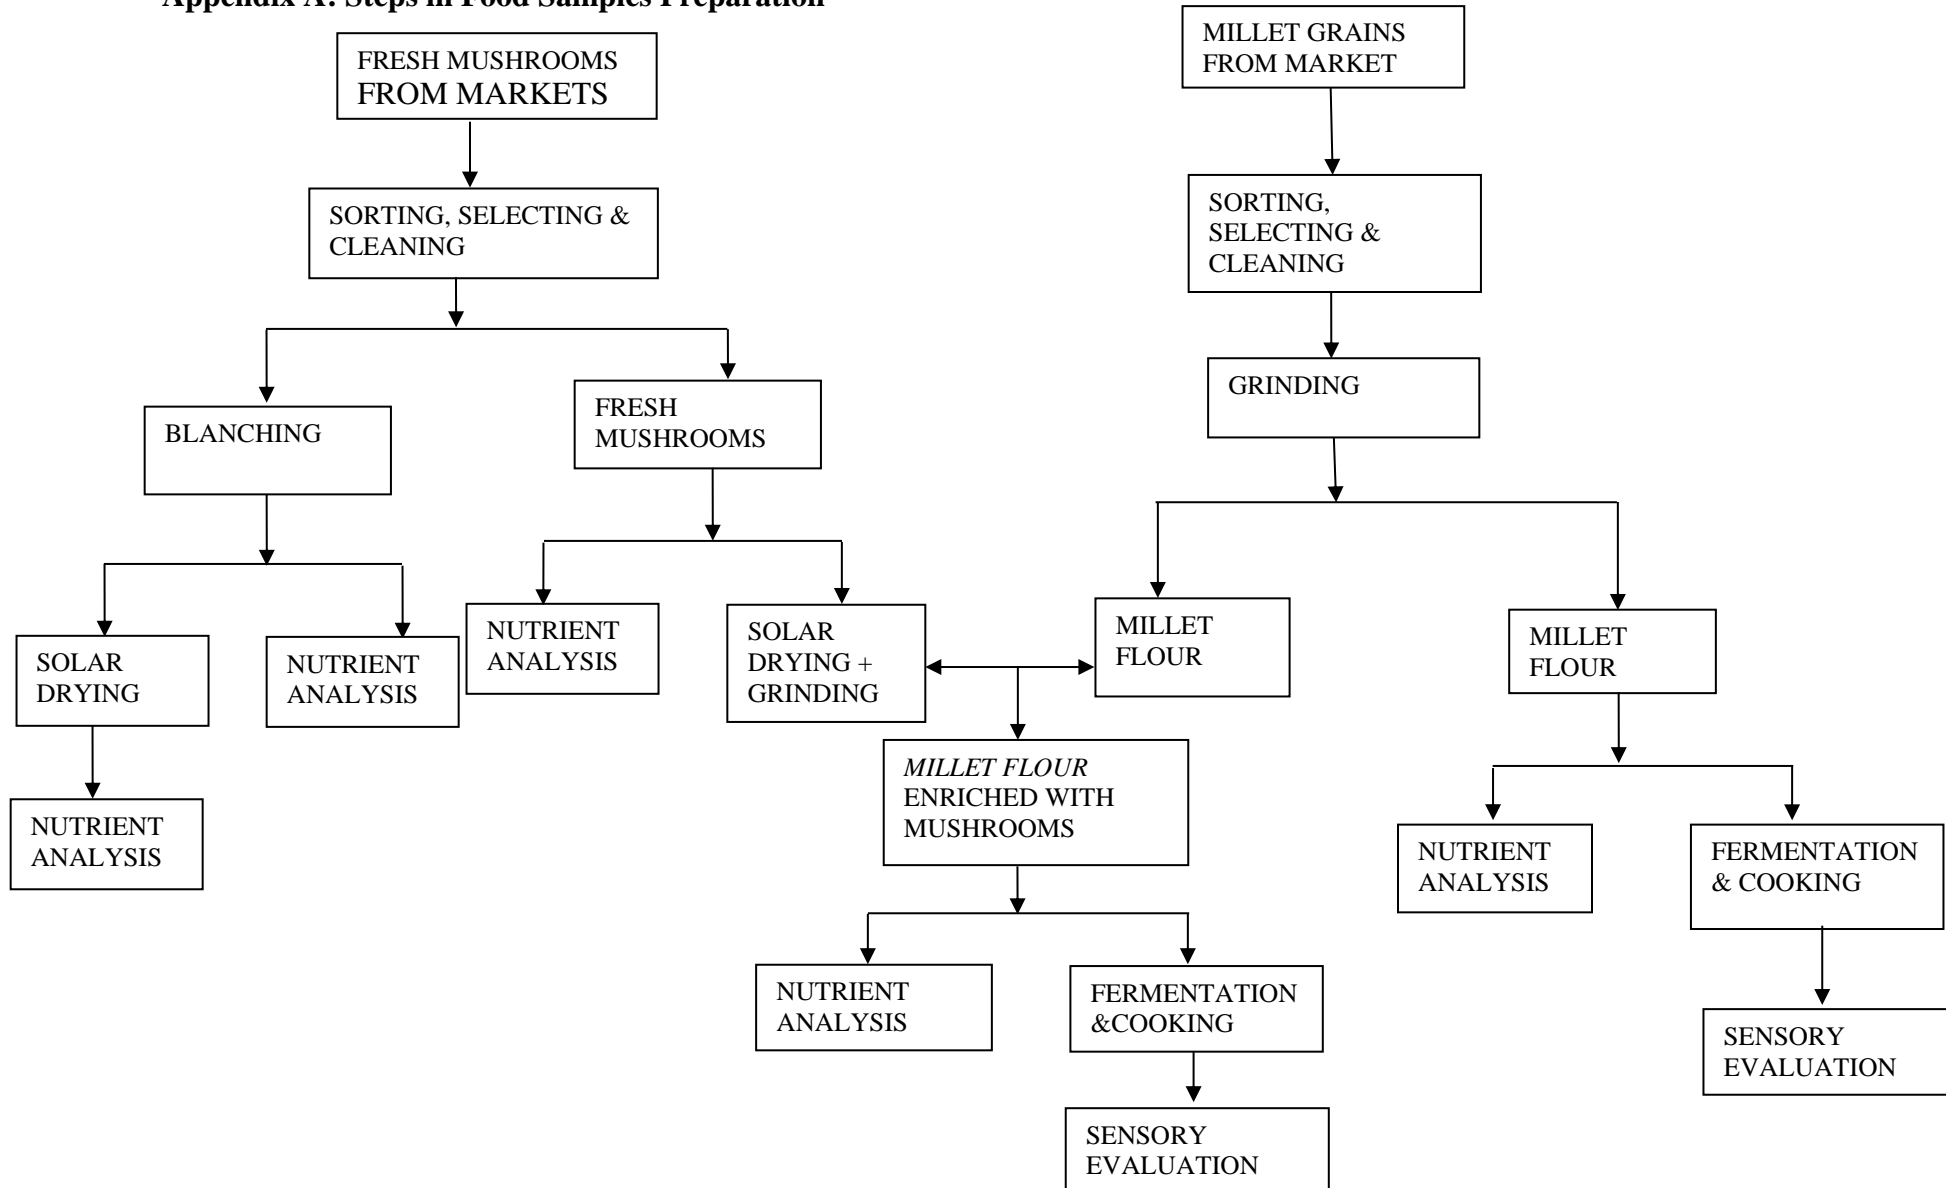 Appendix A: Steps in Food Samples Preparation
FRESH MUSHROOMS
FROM MARKETS
MILLET GRAINS
FROM MARKET
SORTING, SELECTING &
CLEANING
SORTING,
SELECTING &
CLEANING
GRINDING
BLANCHING
FRESH
MUSHROOMS
SOLAR
DRYING
NUTRIENT
ANALYSIS
NUTRIENT
ANALYSIS
SOLAR
DRYING +
GRINDING
MILLET
FLOUR
MILLET
FLOUR
NUTRIENT
ANALYSIS
MILLET FLOUR
ENRICHED WITH
MUSHROOMS
NUTRIENT
ANALYSIS
FERMENTATION
& COOKING
NUTRIENT
ANALYSIS
FERMENTATION
&COOKING
SENSORY
EVALUATION
SENSORY
EVALUATION